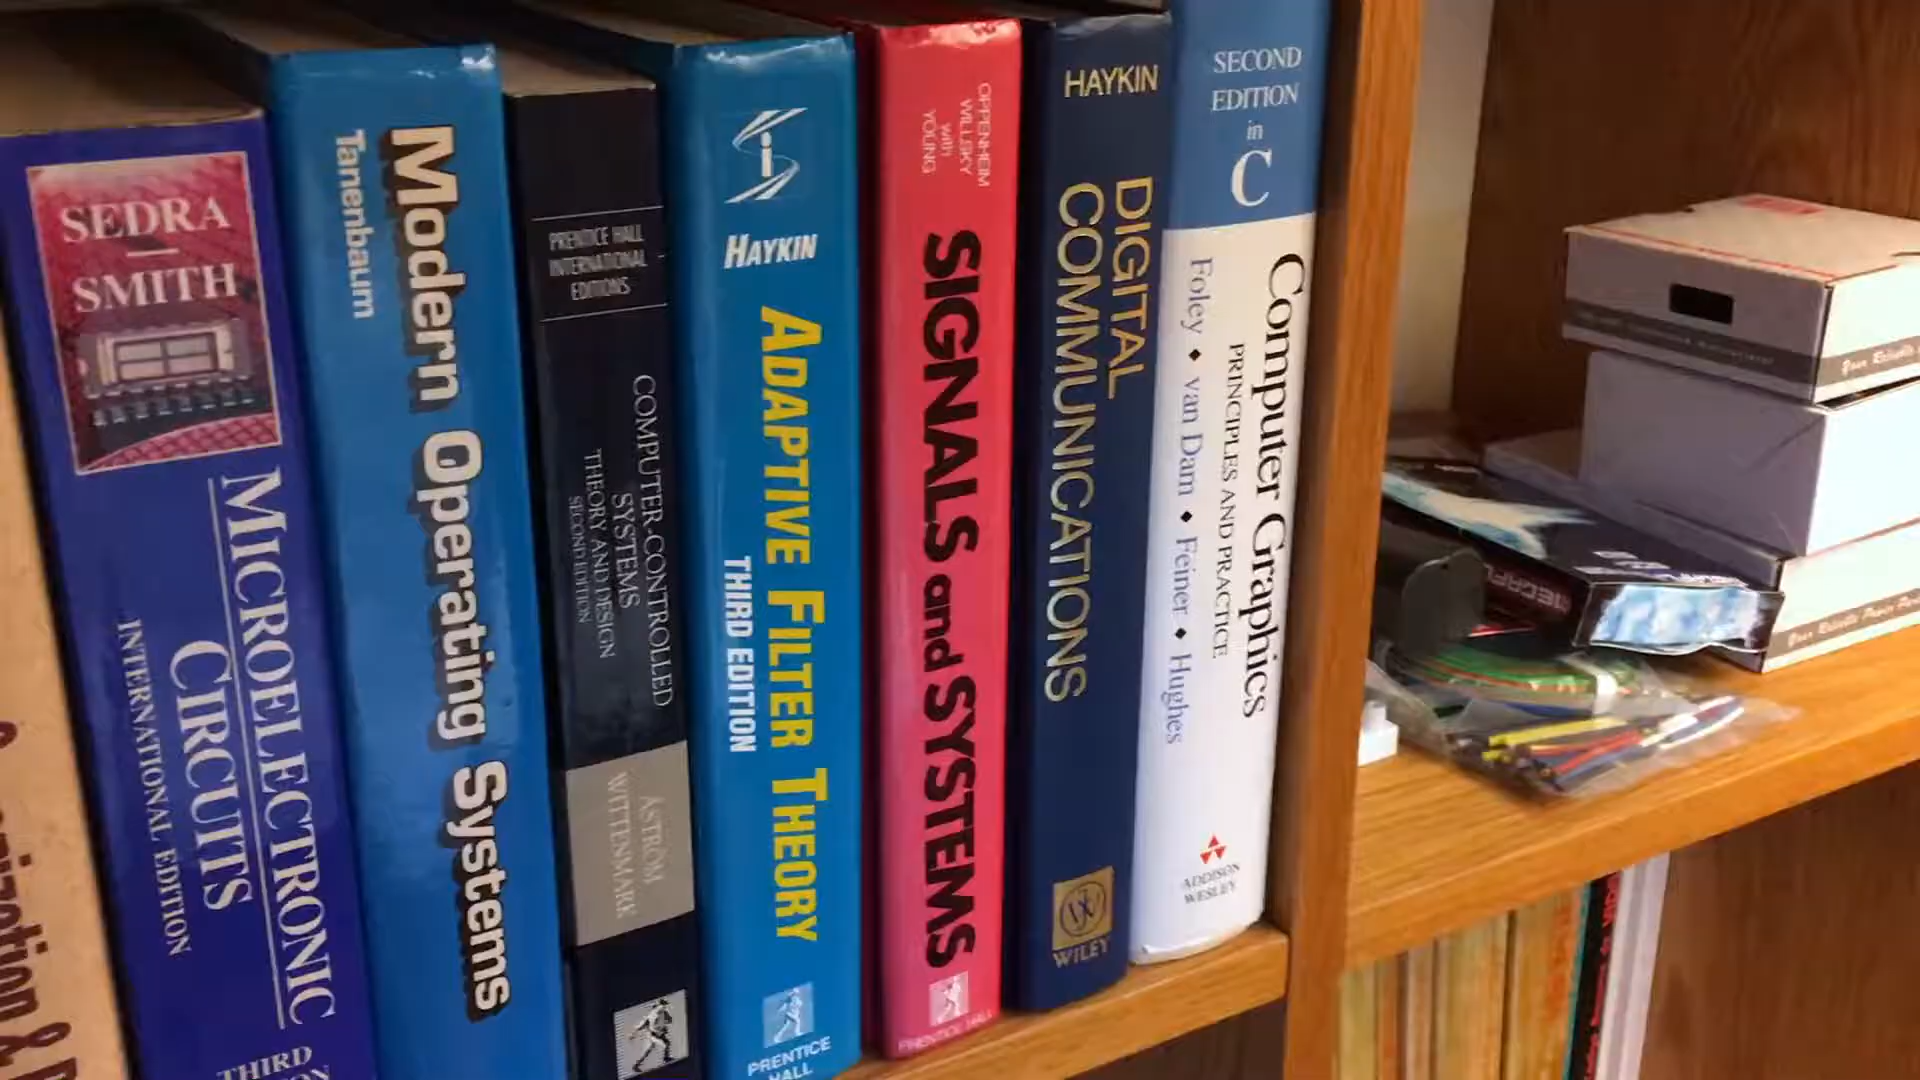 SEDRA
SMITH
MICROELECTRONIC
CIRCUITS
INTERNATIONAL EDITION
THIRD
Modern Operating Systems
Tanenbaum
PRENTICE HALL
INTERNATIONAL
EDITIONS
COMPUTER-CONTROLLED
SYSTEMS
THEORY AND DESIGN
SECOND EDITION
ÅSTRÖM
WITTENMARK
HAYKIN
ADAPTIVE FILTER THEORY
THIRD EDITION
PRENTICE
HALL
OPPENHEIM
WILLSKY
with
YOUNG
SIGNALS and SYSTEMS
PRENTICE HALL
HAYKIN
DIGITAL
COMMUNICATIONS
WILEY
SECOND
EDITION
in
C
Computer Graphics
PRINCIPLES AND PRACTICE
Foley ♦ van Dam ♦ Feiner ♦ Hughes
ADDISON
WESLEY